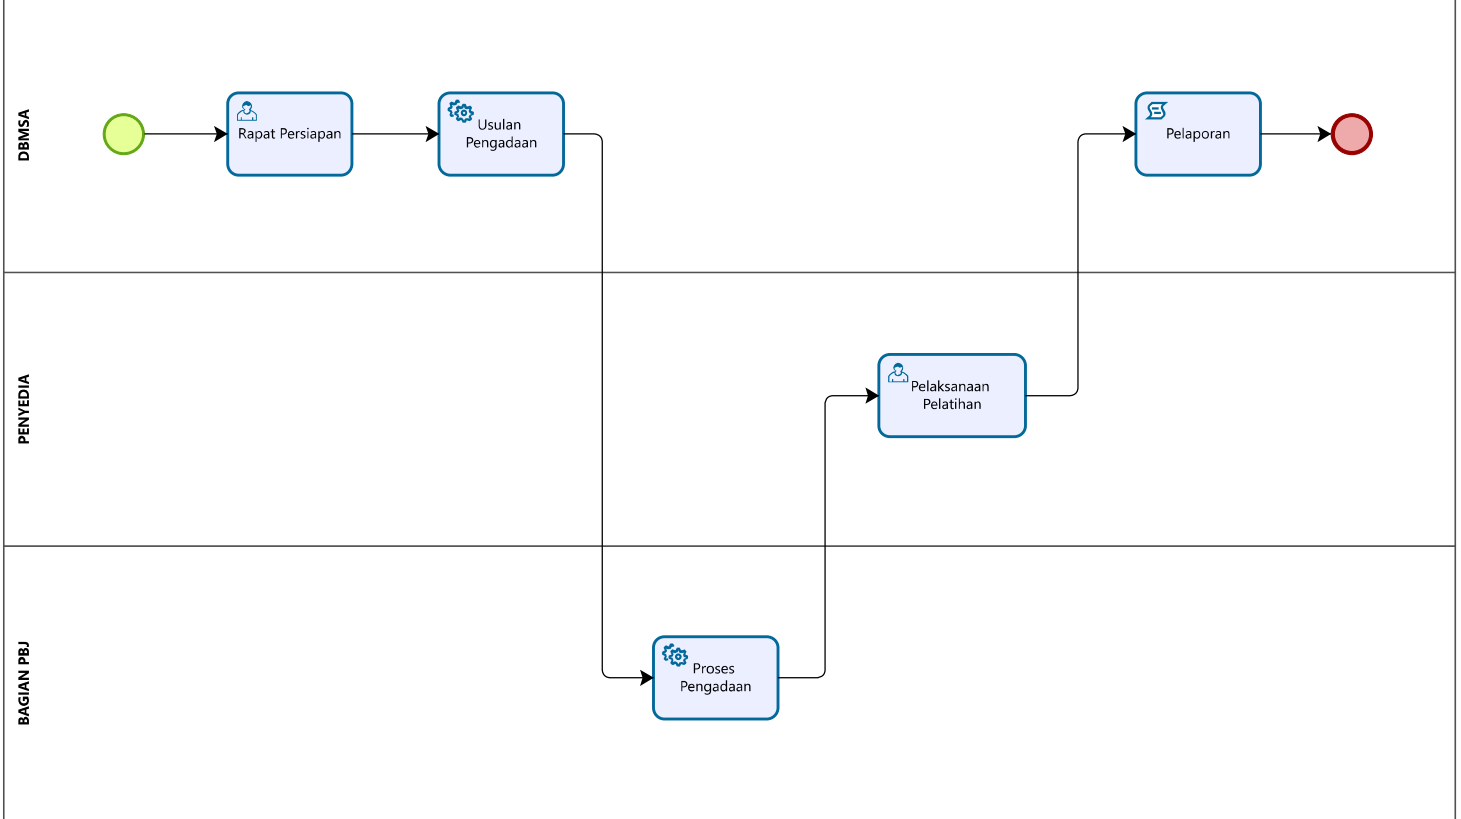 DBMSA
Rapat Persiapan
Usulan
Pengadaan
Pelaporan
PENYEDIA
Pelaksanaan
Pelatihan
BAGIAN PBJ
Proses
Pengadaan